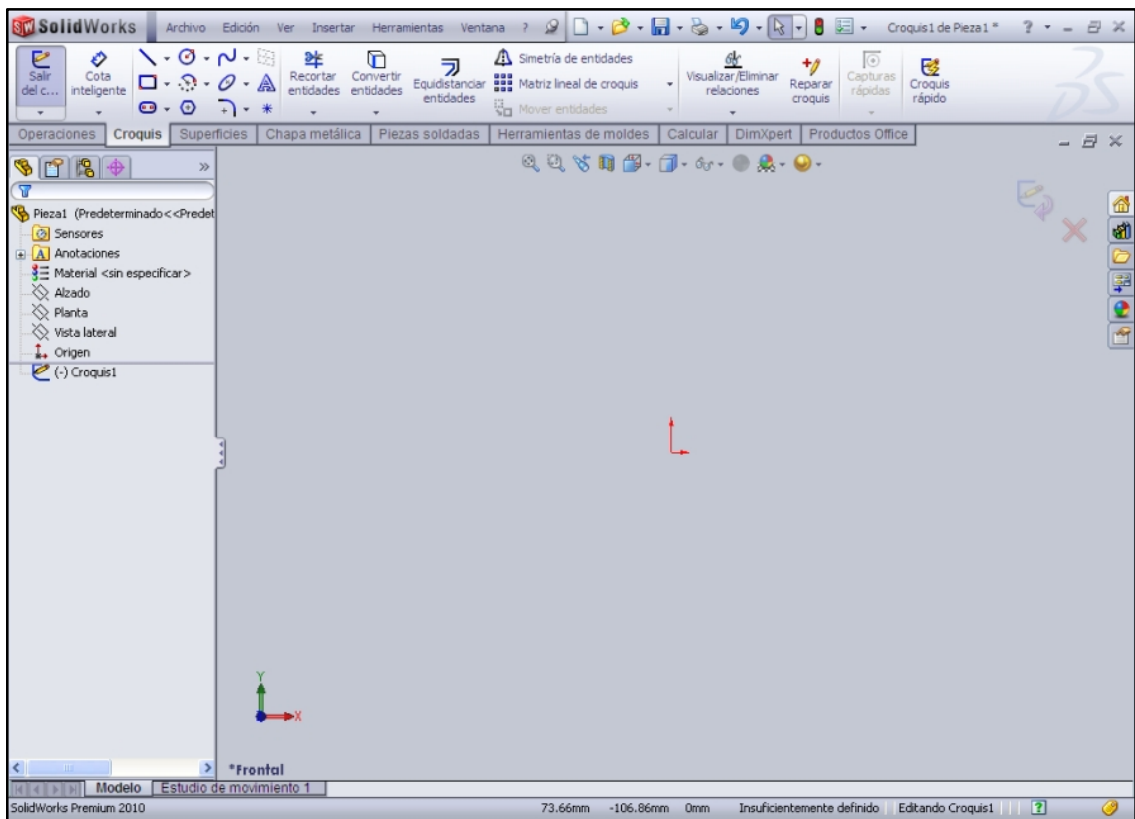 SolidWorks Archivo Edición Ver Insertar Herramientas Ventana ? Croquis1 de Pieza1 * ?
Salir del c...
Cota inteligente
Recortar entidades
Convertir entidades
Equidistanciar entidades
Simetría de entidades
Matriz lineal de croquis
Mover entidades
Visualizar/Eliminar relaciones
Reparar croquis
Capturas rápidas
Croquis rápido
Operaciones Croquis Superficies Chapa metálica Piezas soldadas Herramientas de moldes Calcular DimXpert Productos Office
Pieza1 (Predeterminado<<Predet
Sensores
A Anotaciones
Material <sin especificar>
Alzado
Planta
Vista lateral
Origen
(-) Croquis1
Y
X
*Frontal
Modelo Estudio de movimiento 1
SolidWorks Premium 2010 73.66mm -106.86mm 0mm Insuficientemente definido Editando Croquis1 ?